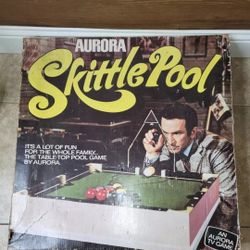 AURORA
Skittle Pool
IT'S A LOT OF FUN
FOR THE WHOLE FAMILY...
THE TABLE-TOP POOL GAME
BY AURORA.
AN
AURORA
TV GAME